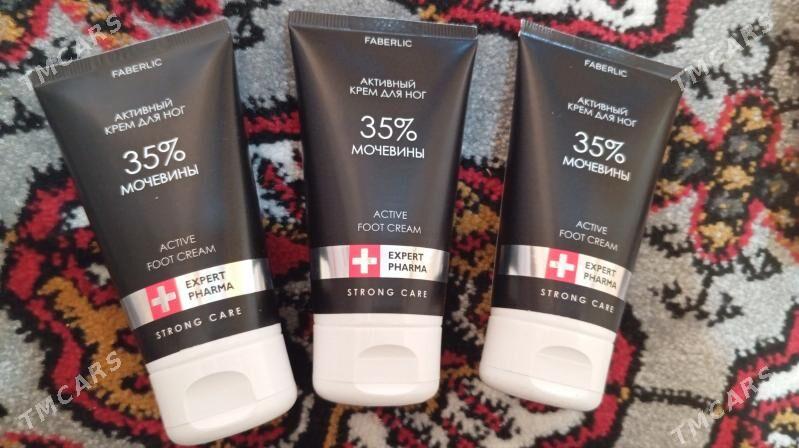 FABERLIC
АКТИВНЫЙ
КРЕМ ДЛЯ НОГ
35%
МОЧЕВИНЫ
ACTIVE
FOOT CREAM
EXPERT
PHARMA
STRONG CARE
FABERLIC
АКТИВНЫЙ
КРЕМ ДЛЯ НОГ
35%
МОЧЕВИНЫ
ACTIVE
FOOT CREAM
EXPERT
PHARMA
STRONG CARE
FABERLIC
АКТИВНЫЙ
КРЕМ ДЛЯ НОГ
35%
МОЧЕВИНЫ
ACTIVE
FOOT CREAM
EXPERT
PHARMA
STRONG CARE
TMCARS
TMCARS
TMCARS
TMCARS
TMCARS